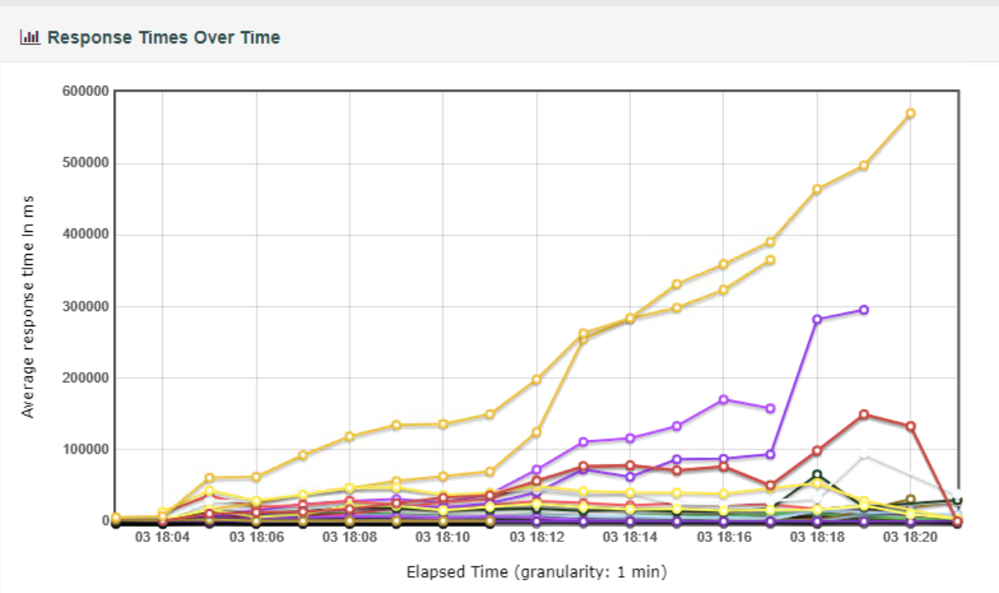 Response Times Over Time
600000
500000
400000
300000
200000
100000
0
Average response time in ms
03 18:04 03 18:06 03 18:08 03 18:10 03 18:12 03 18:14 03 18:16 03 18:18 03 18:20
Elapsed Time (granularity: 1 min)